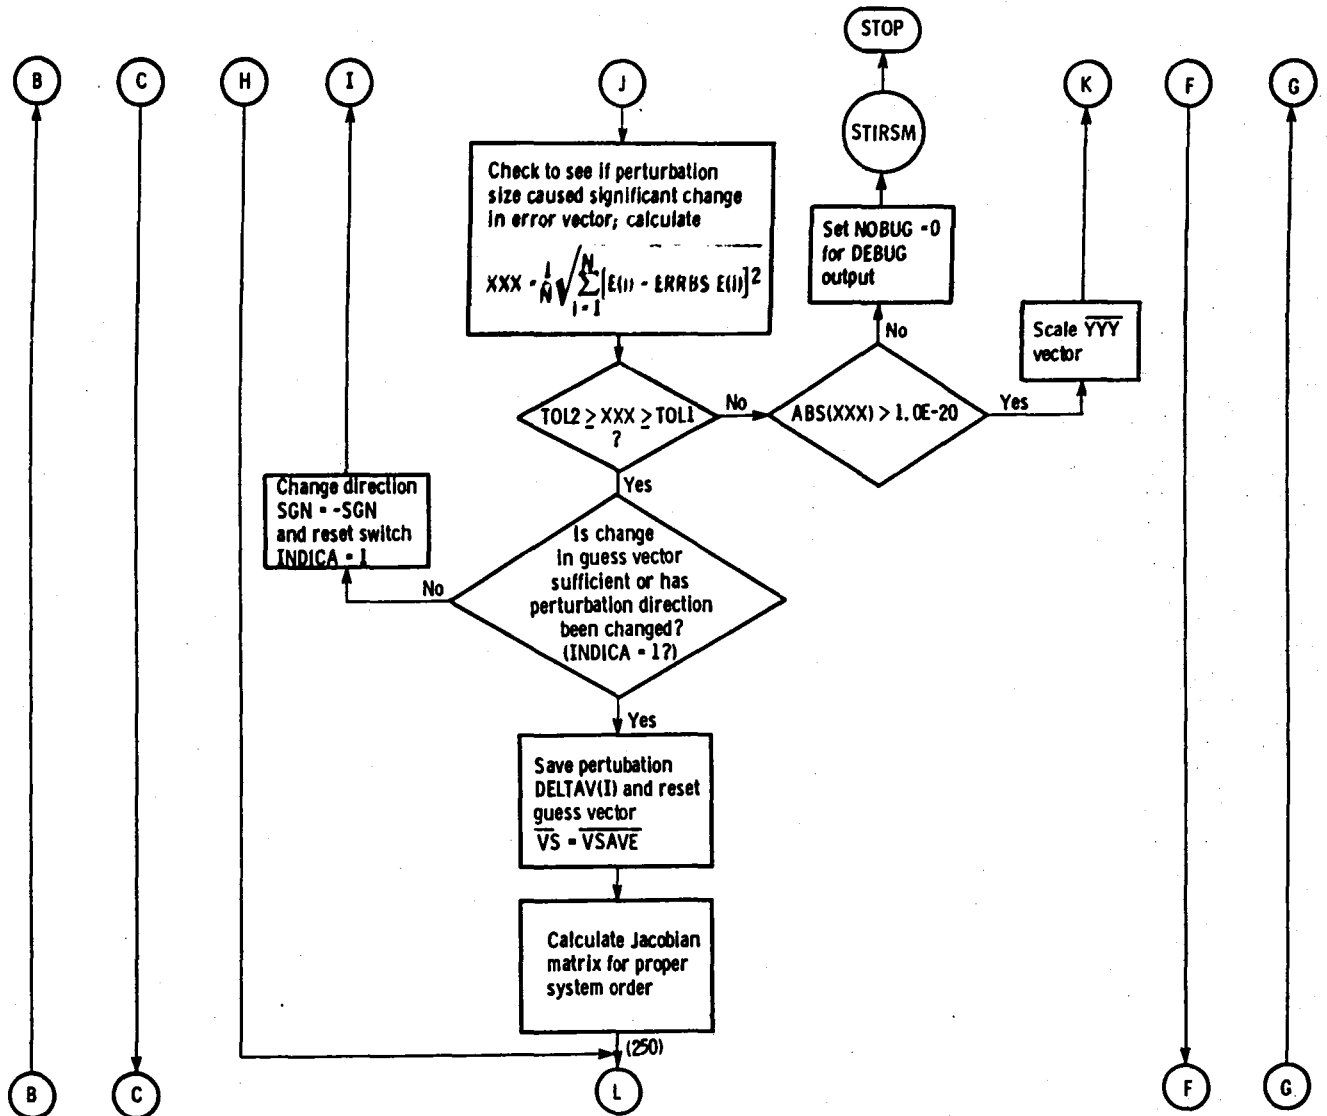 STOP
B
C
H
I
J
STIRSM
K
F
G
Check to see if perturbation
size caused significant change
in error vector; calculate
XXX = 1/N √ N ∑ i = 1 [E(I) - ERRBS E(I)]2
Set NOBUG = 0
for DEBUG
output
No
Scale YYY
vector
TOL2 ≥ XXX ≥ TOL1
?
No
ABS(XXX) > 1.0E-20
Yes
Yes
Change direction
SGN = -SGN
and reset switch
INDICA = 1
No
Is change
in guess vector
sufficient or has
perturbation direction
been changed?
(INDICA = 1?)
Yes
Save pertubation
DELTAV(I) and reset
guess vector
VS = VSAVE
Calculate Jacobian
matrix for proper
system order
(250)
B
C
L
F
G